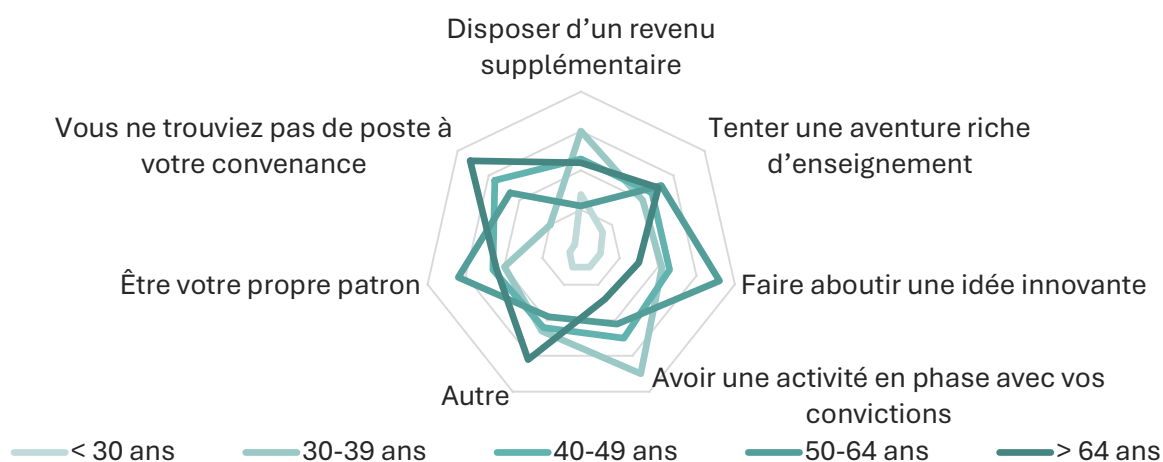 Disposer d’un revenu
supplémentaire
Tenter une aventure riche
d’enseignement
Faire aboutir une idée innovante
Avoir une activité en phase avec vos
convictions
Autre
Être votre propre patron
Vous ne trouviez pas de poste à
votre convenance
< 30 ans
30-39 ans
40-49 ans
50-64 ans
> 64 ans